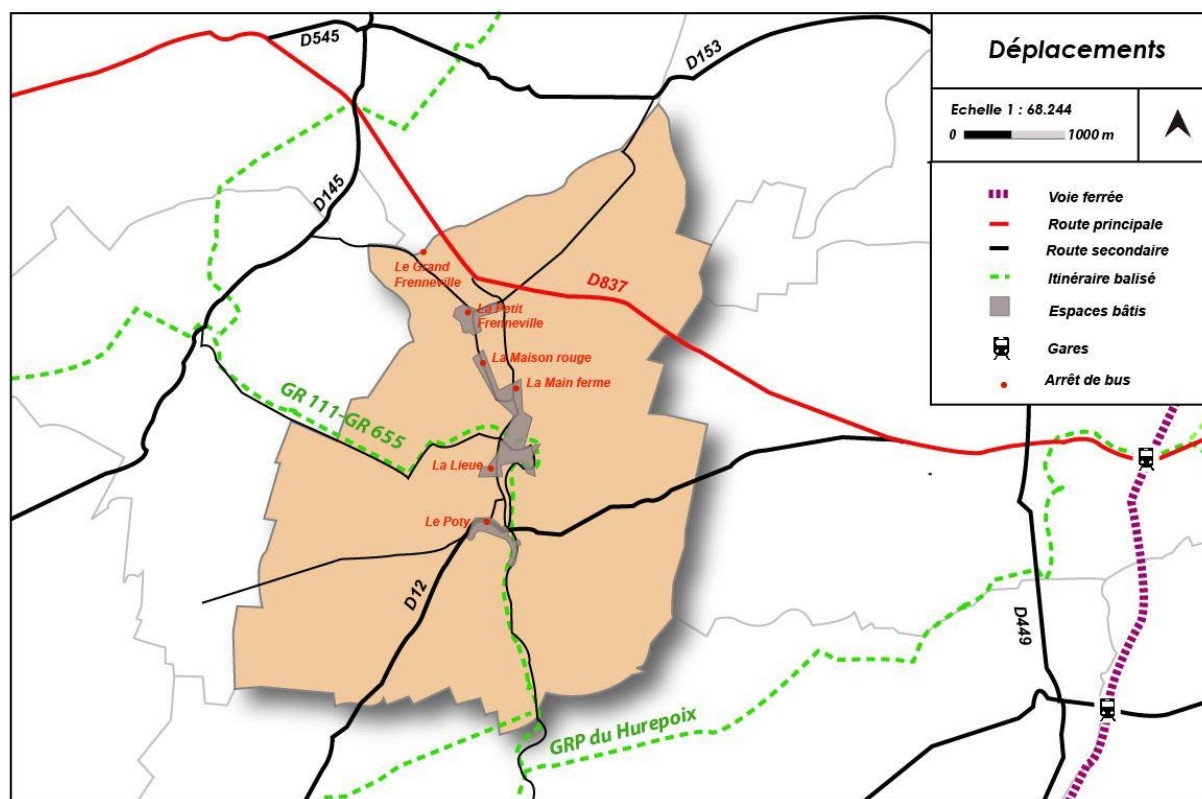 Déplacements
Echelle 1 : 68.244
0 1000 m
Voie ferrée
Route principale
Route secondaire
Itinéraire balisé
Espaces bâtis
Gares
Arrêt de bus
D545
D153
D145
Le Grand
Frenneville
D837
La Petit
Frenneville
La Maison rouge
La Main ferme
GR 111-GR 655
La Lieue
Le Poty
D12
D449
GRP du Hurepoix